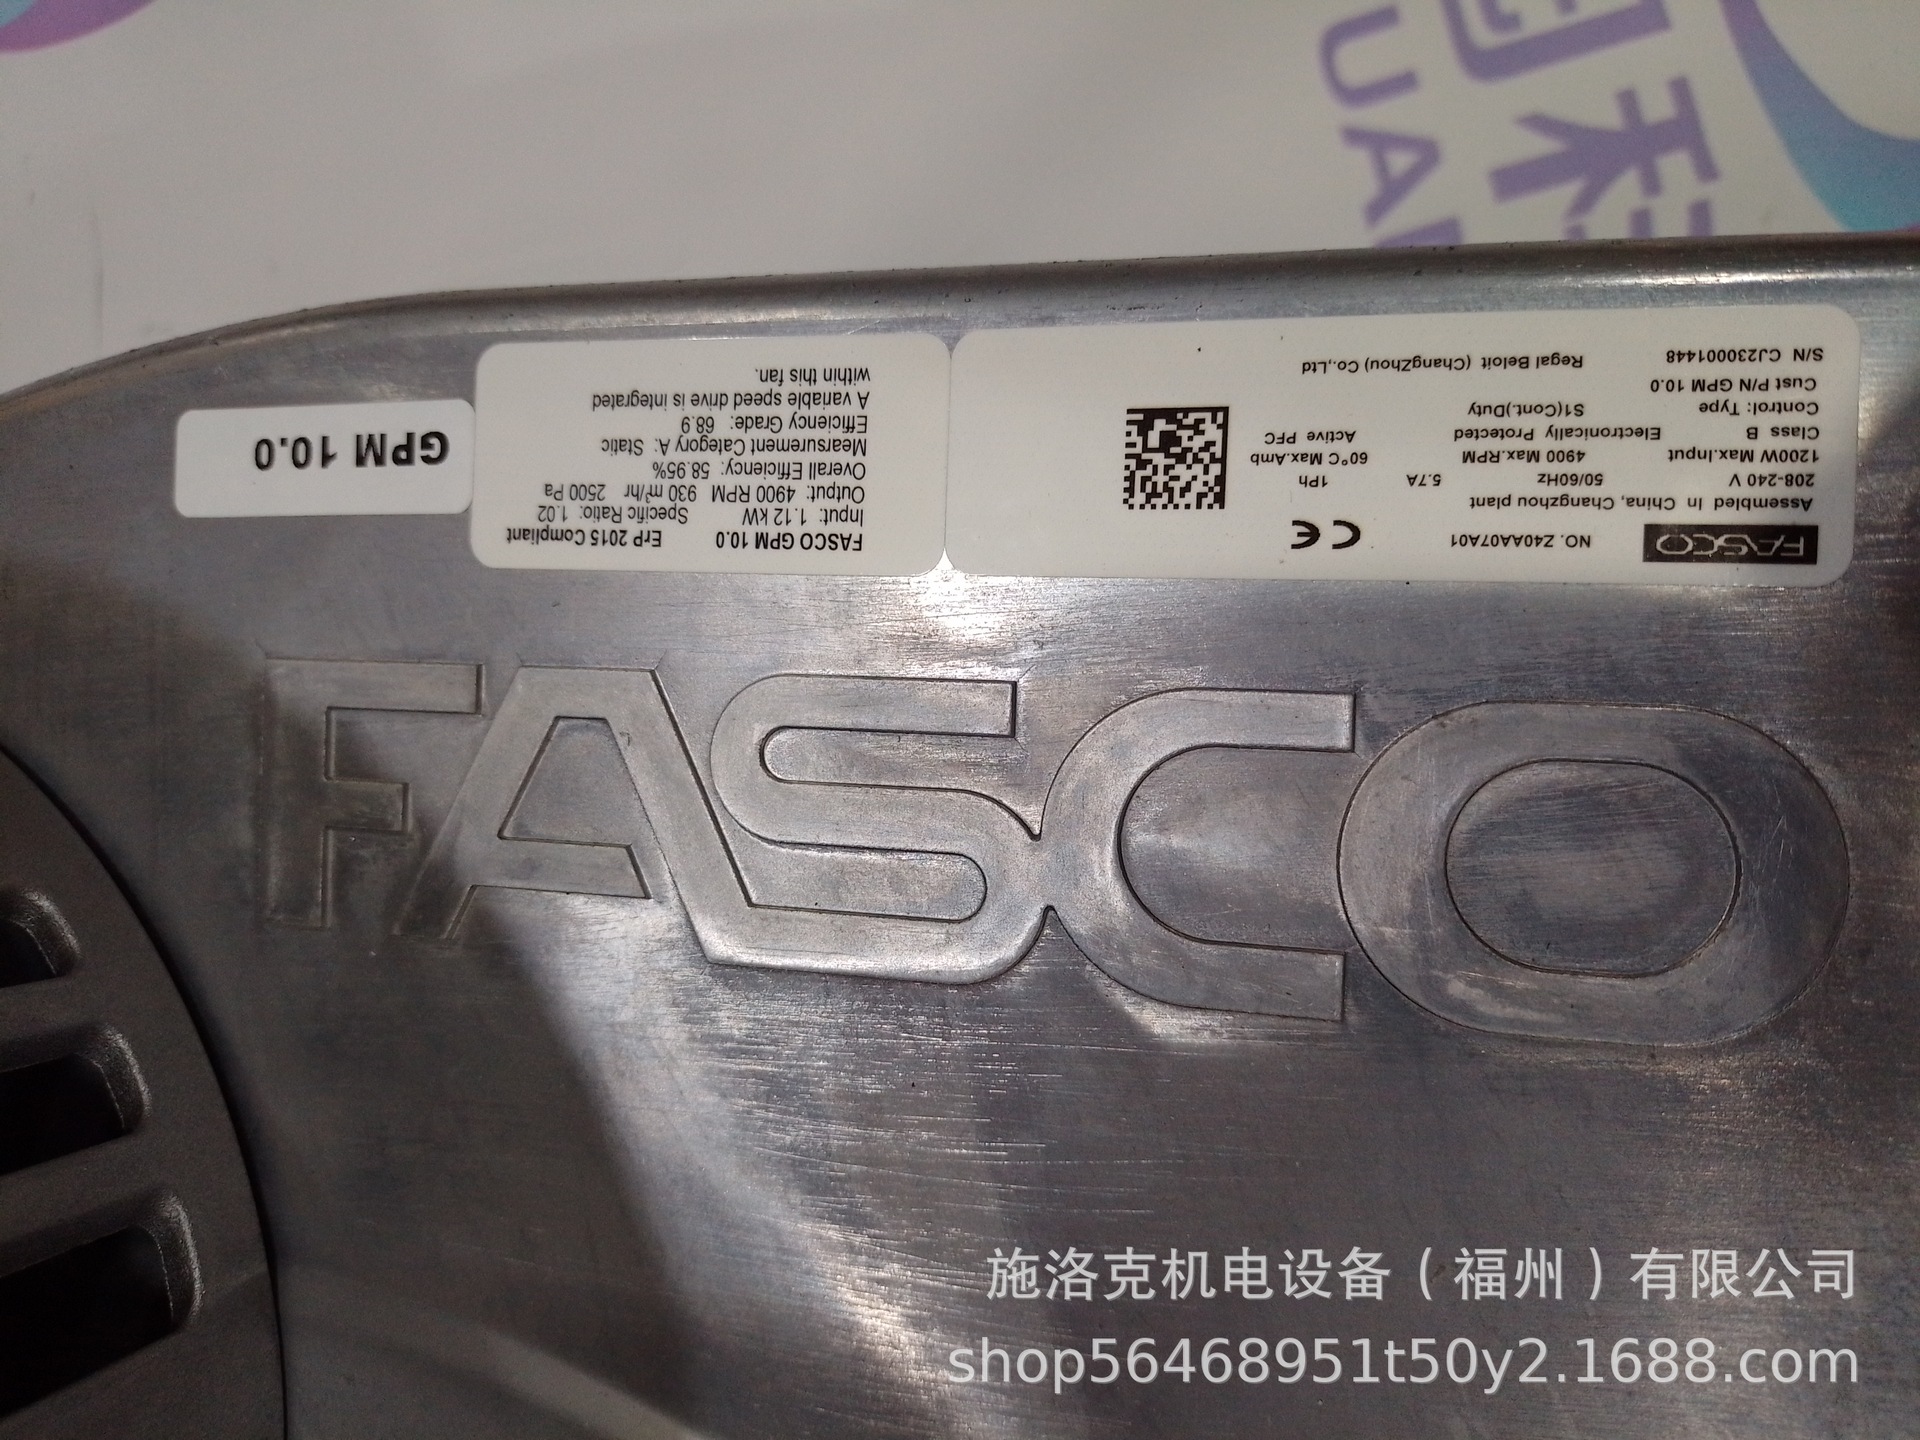 FASCO NO. Z40AA07A01 CE
Assembled In China, Changzhou plant
208-240 V 50/60Hz 5.7A 1Ph
1200W Max.Input 4900 Max.RPM 60°C Max.Amb
Class B Electronically Protected Active PFC
Control: Type S1(Cont.)Duty
Cust P/N GPM 10.0
S/N CJ230001448 Regal Beloit (ChangZhou) Co.,Ltd
FASCO GPM 10.0 ErP 2015 Compliant
Input: 1.12 kW Specific Ratio: 1.02
Output: 4900 RPM 930 m³/hr 2500 Pa
Overall Efficiency: 58.95%
Measurement Category A: Static
Efficiency Grade: 68.9
A variable speed drive is integrated
within this fan.
GPM 10.0
FASCO
施洛克机电设备（福州）有限公司
shop56468951t50y2.1688.com